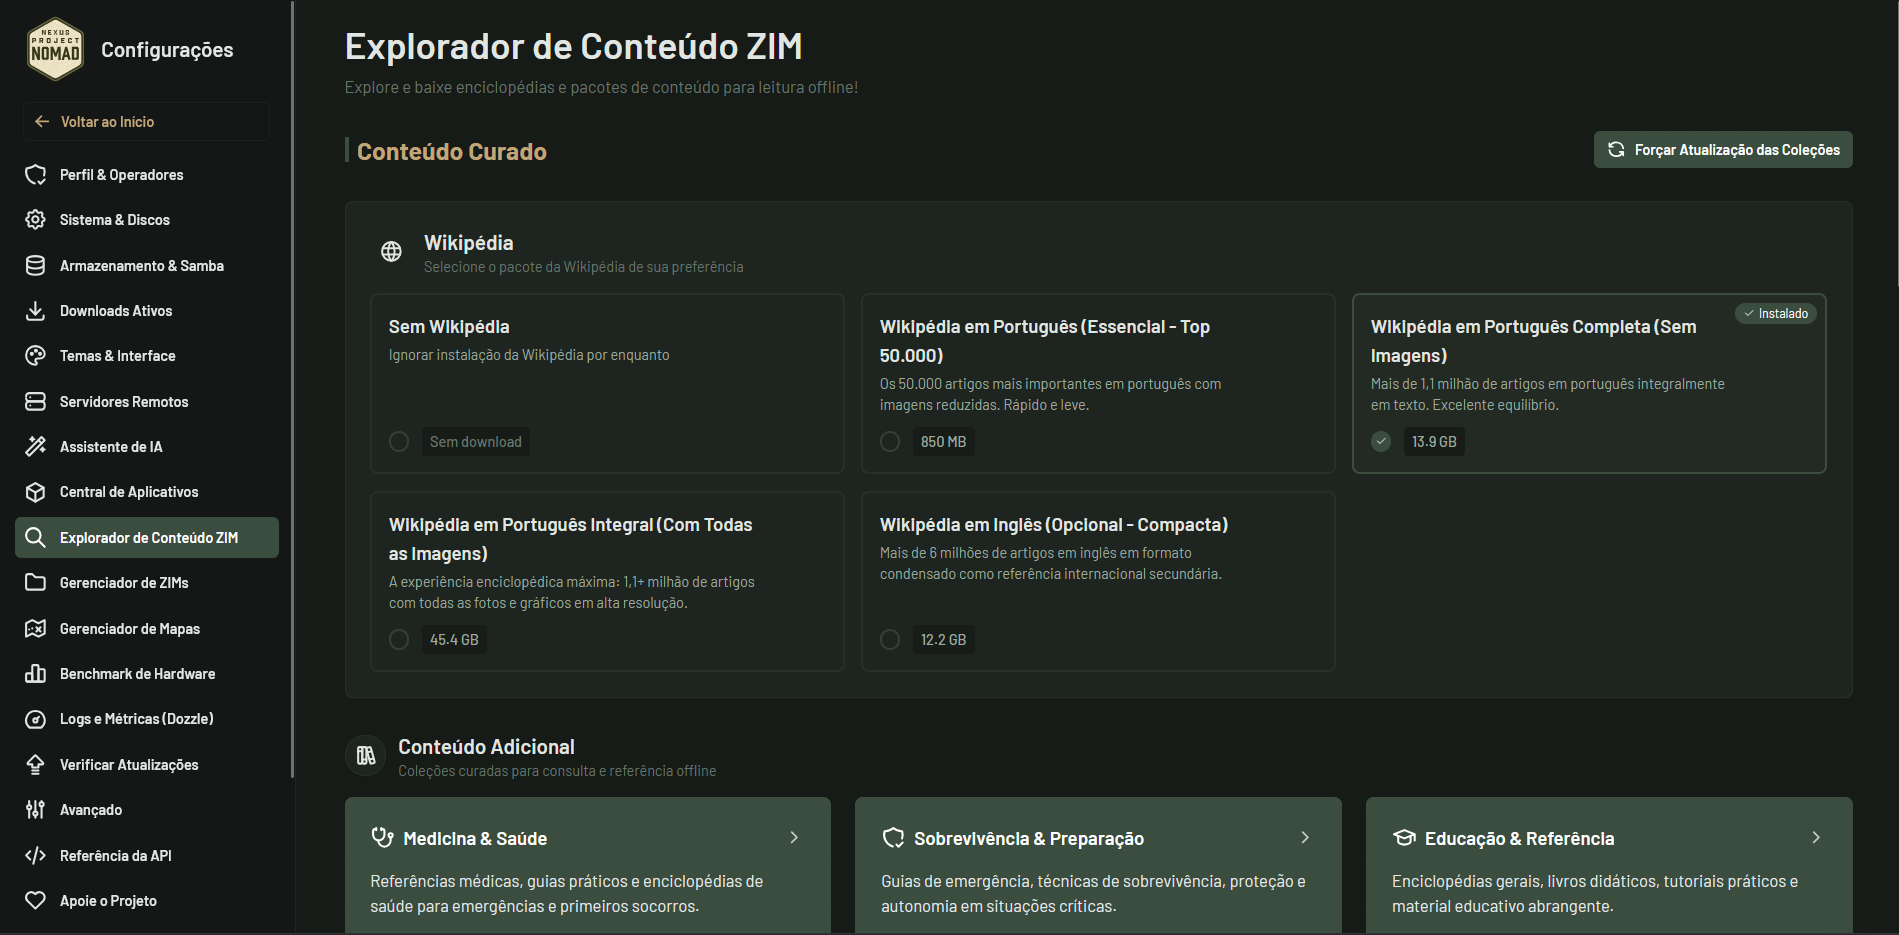 NEXUS
PROJECT
NOMAD
Configurações
Voltar ao Início
Perfil & Operadores
Sistema & Discos
Armazenamento & Samba
Downloads Ativos
Temas & Interface
Servidores Remotos
Assistente de IA
Central de Aplicativos
Explorador de Conteúdo ZIM
Gerenciador de ZIMs
Gerenciador de Mapas
Benchmark de Hardware
Logs e Métricas (Dozzle)
Verificar Atualizações
Avançado
Referência da API
Apoie o Projeto
Explorador de Conteúdo ZIM
Explore e baixe enciclopédias e pacotes de conteúdo para leitura offline!
Conteúdo Curado
Forçar Atualização das Coleções
Wikipédia
Selecione o pacote da Wikipédia de sua preferência
Sem Wikipédia
Ignorar instalação da Wikipédia por enquanto
Sem download
Wikipédia em Português (Essencial - Top
50.000)
Os 50.000 artigos mais importantes em português com
imagens reduzidas. Rápido e leve.
850 MB
Instalado
Wikipédia em Português Completa (Sem
Imagens)
Mais de 1,1 milhão de artigos em português integralmente
em texto. Excelente equilíbrio.
13.9 GB
Wikipédia em Português Integral (Com Todas
as Imagens)
A experiência enciclopédica máxima: 1,1+ milhão de artigos
com todas as fotos e gráficos em alta resolução.
45.4 GB
Wikipédia em Inglês (Opcional - Compacta)
Mais de 6 milhões de artigos em inglês em formato
condensado como referência internacional secundária.
12.2 GB
Conteúdo Adicional
Coleções curadas para consulta e referência offline
Medicina & Saúde
Referências médicas, guias práticos e enciclopédias de
saúde para emergências e primeiros socorros.
Sobrevivência & Preparação
Guias de emergência, técnicas de sobrevivência, proteção e
autonomia em situações críticas.
Educação & Referência
Enciclopédias gerais, livros didáticos, tutoriais práticos e
material educativo abrangente.